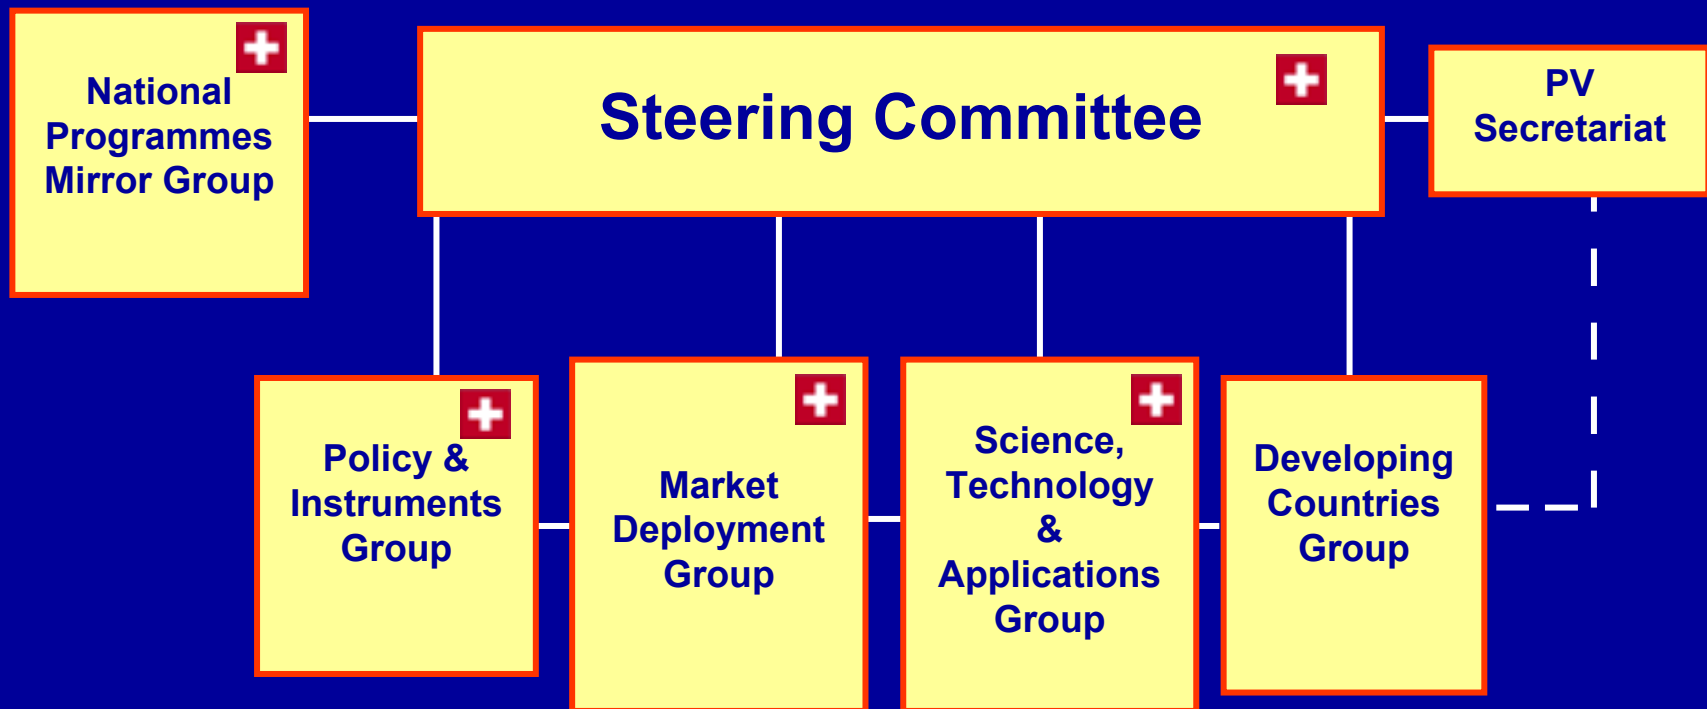 National
Programmes
Mirror Group
Steering Committee
PV
Secretariat
Policy &
Instruments
Group
Market
Deployment
Group
Science,
Technology
&
Applications
Group
Developing
Countries
Group